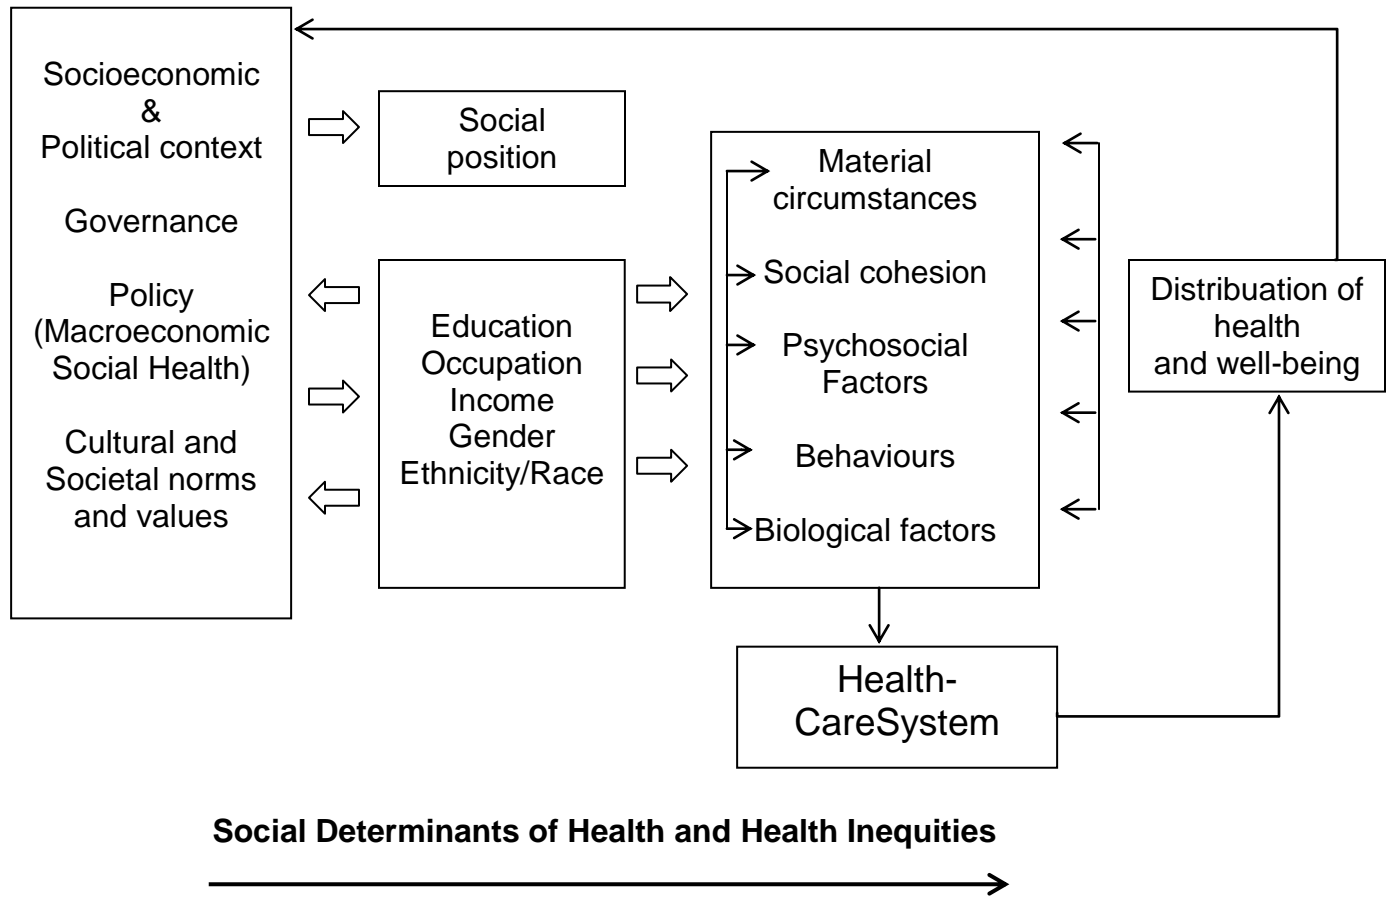 Socioeconomic
&
Political context
Governance
Policy
(Macroeconomic
Social Health)
Cultural and
Societal norms
and values
Social
position
Education
Occupation
Income
Gender
Ethnicity/Race
Material
circumstances
Social cohesion
Psychosocial
Factors
Behaviours
Biological factors
Distribuation of
health
and well-being
Health-
CareSystem
Social Determinants of Health and Health Inequities